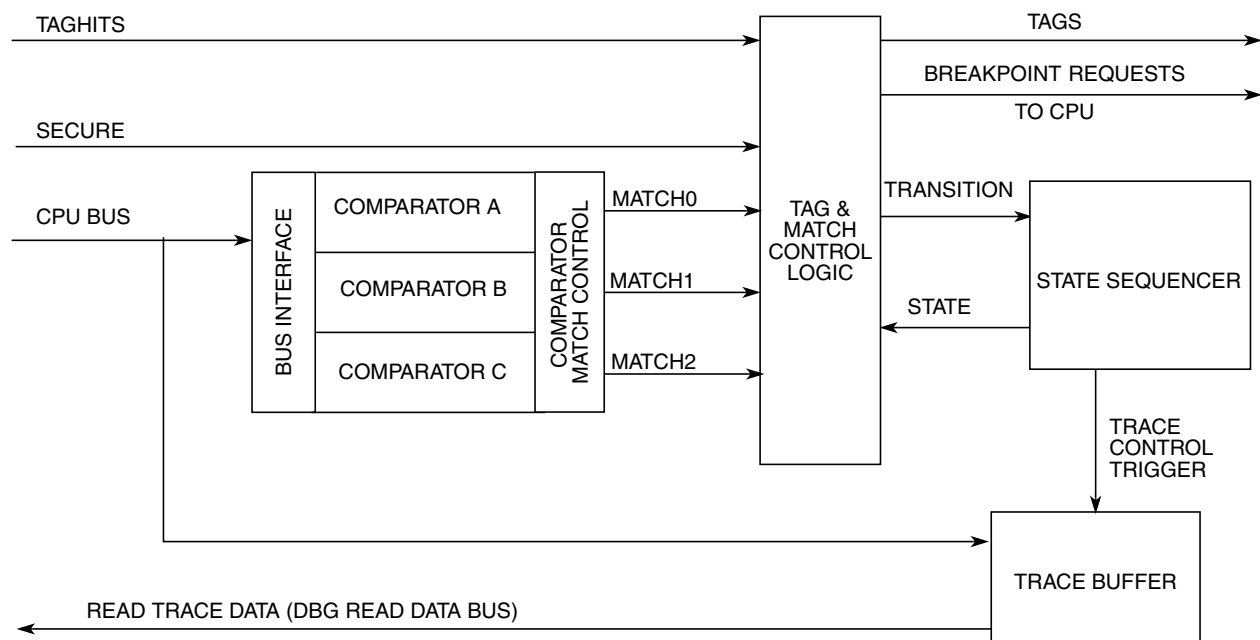 TAGHITS
TAGS
BREAKPOINT REQUESTS
TO CPU
SECURE
CPU BUS
BUS INTERFACE
COMPARATOR A
COMPARATOR B
COMPARATOR C
COMPARATOR
MATCH CONTROL
MATCH0
MATCH1
MATCH2
TAG &
MATCH
CONTROL
LOGIC
TRANSITION
STATE
STATE SEQUENCER
TRACE
CONTROL
TRIGGER
TRACE BUFFER
READ TRACE DATA (DBG READ DATA BUS)